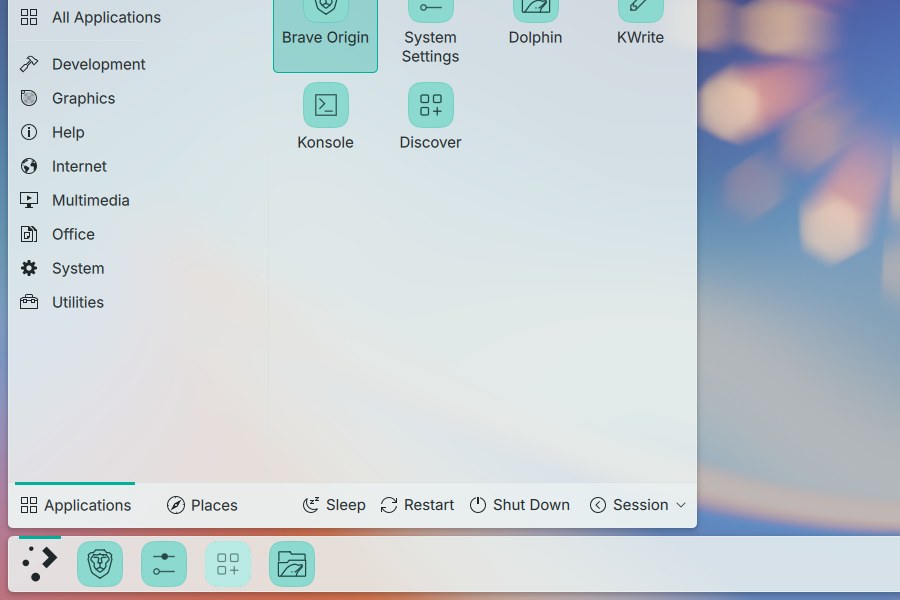 All Applications
Brave Origin
System
Settings
Dolphin
KWrite
Development
Graphics
Help
Internet
Multimedia
Office
System
Utilities
Konsole
Discover
Applications
Places
Sleep
Restart
Shut Down
Session